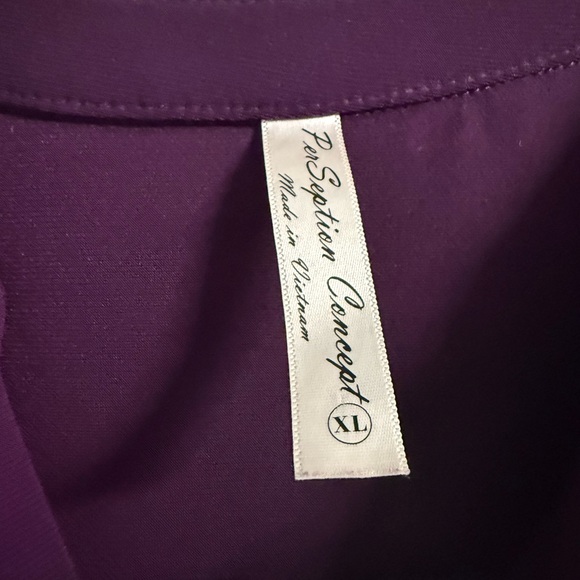 PerSeption Concept
Made in Vietnam
XL